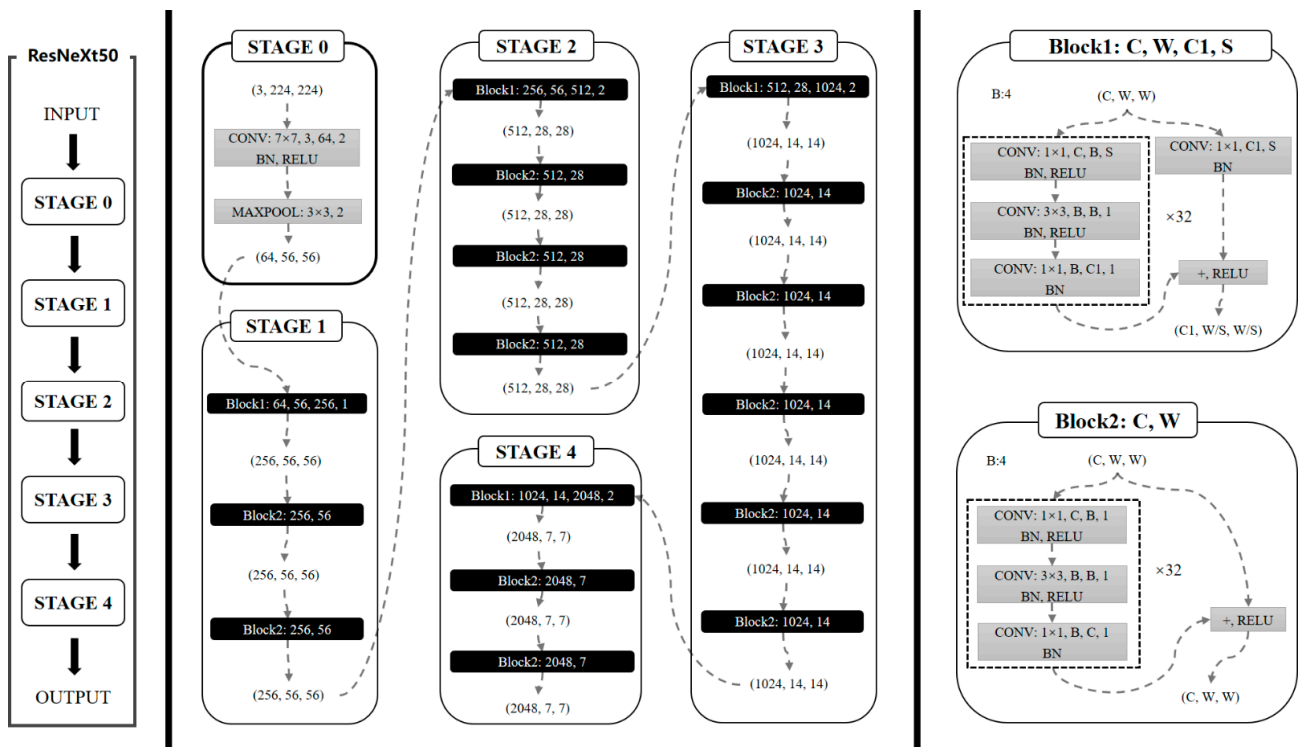 ResNeXt50
INPUT
STAGE 0
STAGE 1
STAGE 2
STAGE 3
STAGE 4
OUTPUT
STAGE 0
(3, 224, 224)
CONV: 7×7, 3, 64, 2
BN, RELU
MAXPOOL: 3×3, 2
(64, 56, 56)
STAGE 1
Block1: 64, 56, 256, 1
(256, 56, 56)
Block2: 256, 56
(256, 56, 56)
Block2: 256, 56
(256, 56, 56)
STAGE 2
Block1: 256, 56, 512, 2
(512, 28, 28)
Block2: 512, 28
(512, 28, 28)
Block2: 512, 28
(512, 28, 28)
Block2: 512, 28
(512, 28, 28)
STAGE 3
Block1: 512, 28, 1024, 2
(1024, 14, 14)
Block2: 1024, 14
(1024, 14, 14)
Block2: 1024, 14
(1024, 14, 14)
Block2: 1024, 14
(1024, 14, 14)
Block2: 1024, 14
(1024, 14, 14)
Block2: 1024, 14
(1024, 14, 14)
STAGE 4
Block1: 1024, 14, 2048, 2
(2048, 7, 7)
Block2: 2048, 7
(2048, 7, 7)
Block2: 2048, 7
(2048, 7, 7)
Block1: C, W, C1, S
B:4
(C, W, W)
CONV: 1×1, C, B, S
BN, RELU
CONV: 3×3, B, B, 1
BN, RELU
CONV: 1×1, B, C1, 1
BN
×32
CONV: 1×1, C1, S
BN
+, RELU
(C1, W/S, W/S)
Block2: C, W
B:4
(C, W, W)
CONV: 1×1, C, B, 1
BN, RELU
CONV: 3×3, B, B, 1
BN, RELU
CONV: 1×1, B, C, 1
BN
×32
+, RELU
(C, W, W)